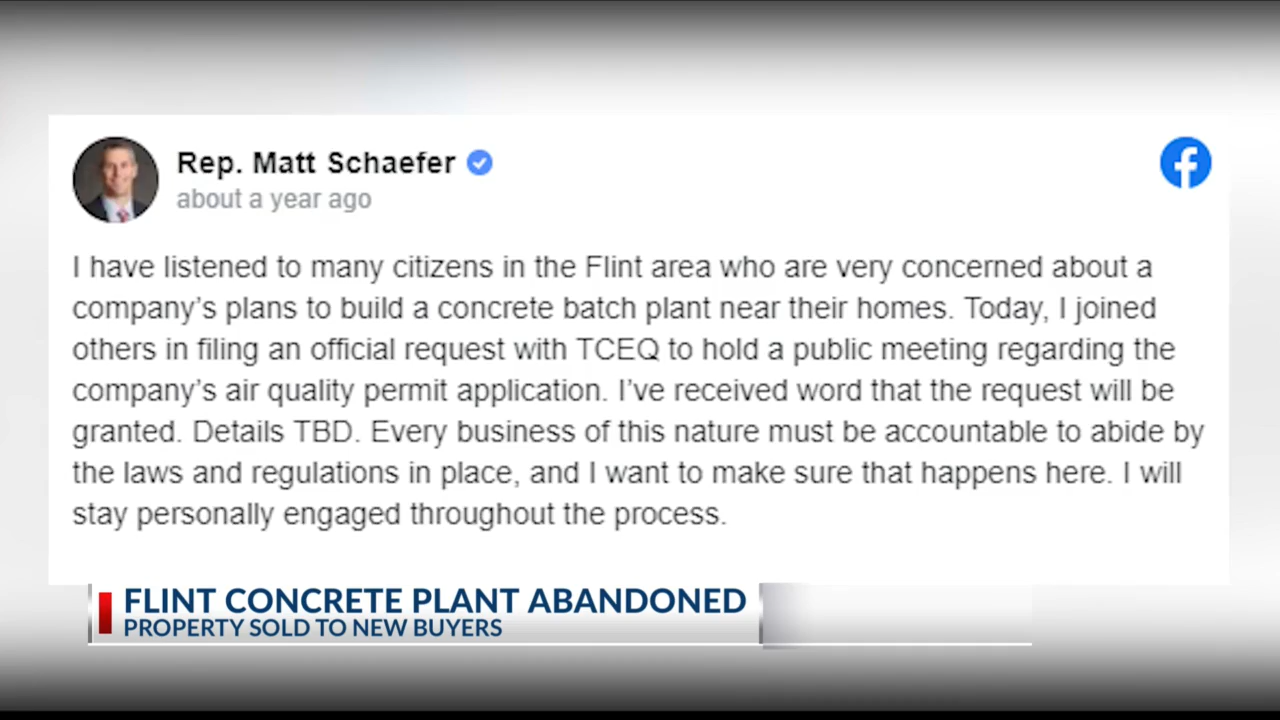 Rep. Matt Schaefer
about a year ago
I have listened to many citizens in the Flint area who are very concerned about a
company's plans to build a concrete batch plant near their homes. Today, I joined
others in filing an official request with TCEQ to hold a public meeting regarding the
company's air quality permit application. I've received word that the request will be
granted. Details TBD. Every business of this nature must be accountable to abide by
the laws and regulations in place, and I want to make sure that happens here. I will
stay personally engaged throughout the process.
FLINT CONCRETE PLANT ABANDONED
PROPERTY SOLD TO NEW BUYERS